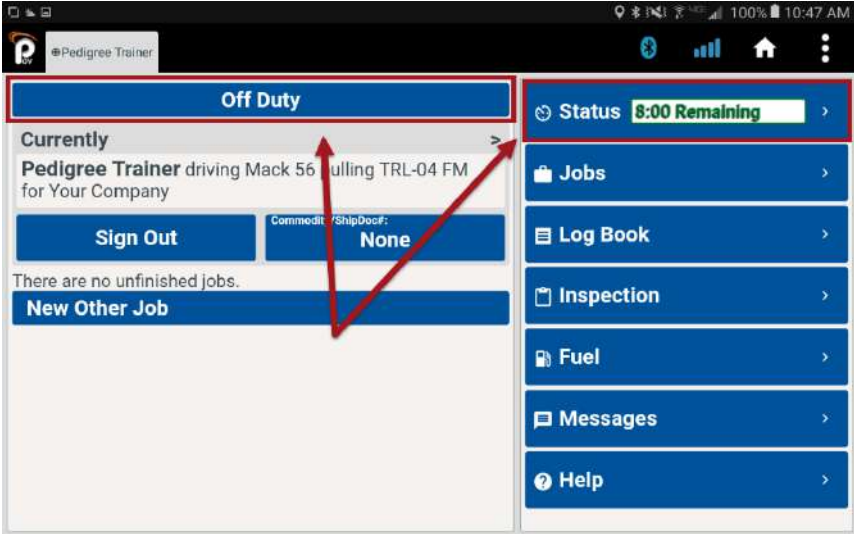 100% 10:47 AM
Pedigree Trainer
Off Duty
Currently >
Pedigree Trainer driving Mack 56 pulling TRL-04 FM
for Your Company
Sign Out
Commodity/ShipDoc#:
None
There are no unfinished jobs.
New Other Job
Status 8:00 Remaining >
Jobs >
Log Book >
Inspection >
Fuel >
Messages >
Help >